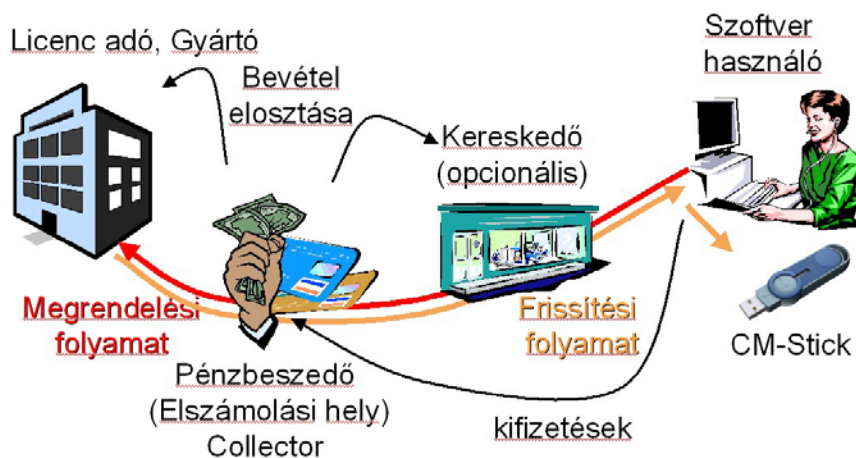 Licenc adó, Gyártó
Bevétel
elosztása
Kereskedő
(opcionális)
Szoftver
használó
Megrendelési
folyamat
Pénzbeszedő
(Elszámolási hely)
Collector
Frissítési
folyamat
kifizetések
CM-Stick